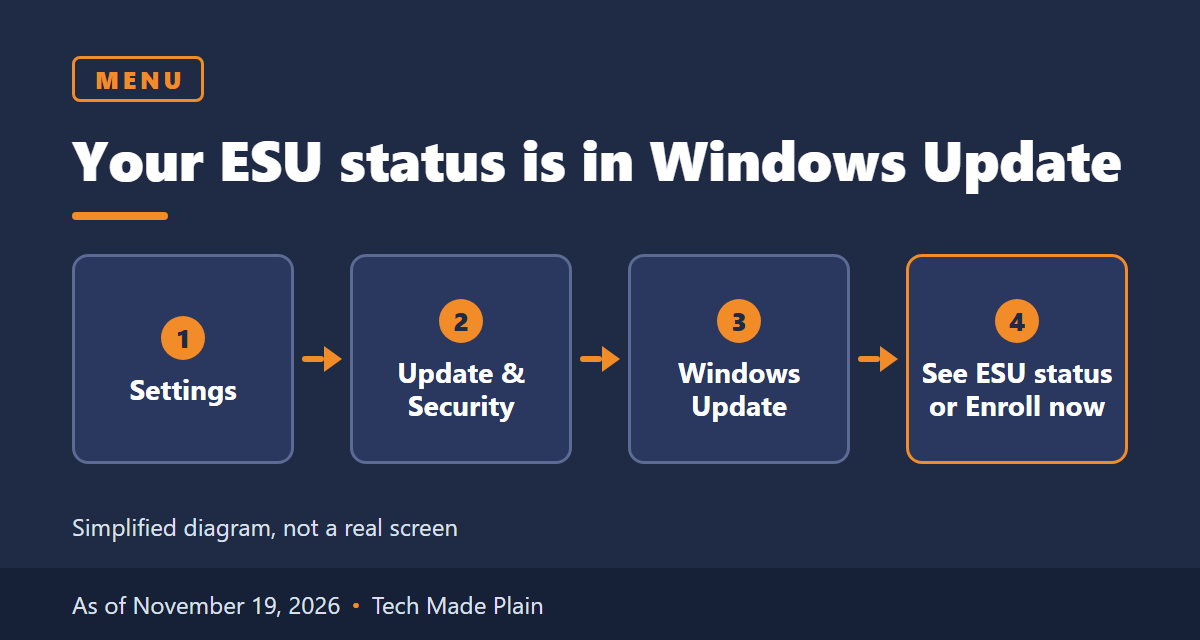 MENU
Your ESU status is in Windows Update
1
Settings
2
Update &
Security
3
Windows
Update
4
See ESU status
or Enroll now
Simplified diagram, not a real screen
As of November 19, 2026 • Tech Made Plain